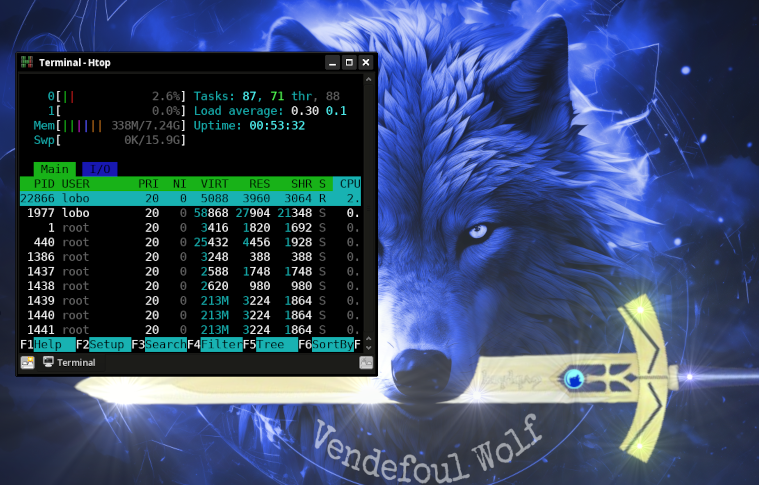 Terminal - Htop
0[|| 2.6%] Tasks: 87, 71 thr, 88
1[ 0.0%] Load average: 0.30 0.1
Mem[|||||| 338M/7.24G] Uptime: 00:53:32
Swp[ 0K/15.9G]
Main I/O
PID USER PRI NI VIRT RES SHR S CPU
22866 lobo 20 0 5088 3960 3064 R 2.
1977 lobo 20 0 58868 27904 21348 S 0.
1 root 20 0 3416 1820 1692 S 0.
440 root 20 0 25432 4456 1928 S 0.
1386 root 20 0 3248 388 388 S 0.
1437 root 20 0 2588 1748 1748 S 0.
1438 root 20 0 2620 980 980 S 0.
1439 root 20 0 213M 3224 1864 S 0.
1440 root 20 0 213M 3224 1864 S 0.
1441 root 20 0 213M 3224 1864 S 0.
F1Help F2Setup F3SearchF4FilterF5Tree F6SortByF
Terminal
Vendefoul Wolf